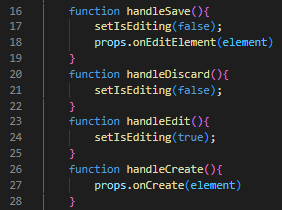 16 function handleSave(){
17 setIsEditing(false);
18 props.onEditElement(element)
19 }
20 function handleDiscard(){
21 setIsEditing(false);
22 }
23 function handleEdit(){
24 setIsEditing(true);
25 }
26 function handleCreate(){
27 props.onCreate(element)
28 }